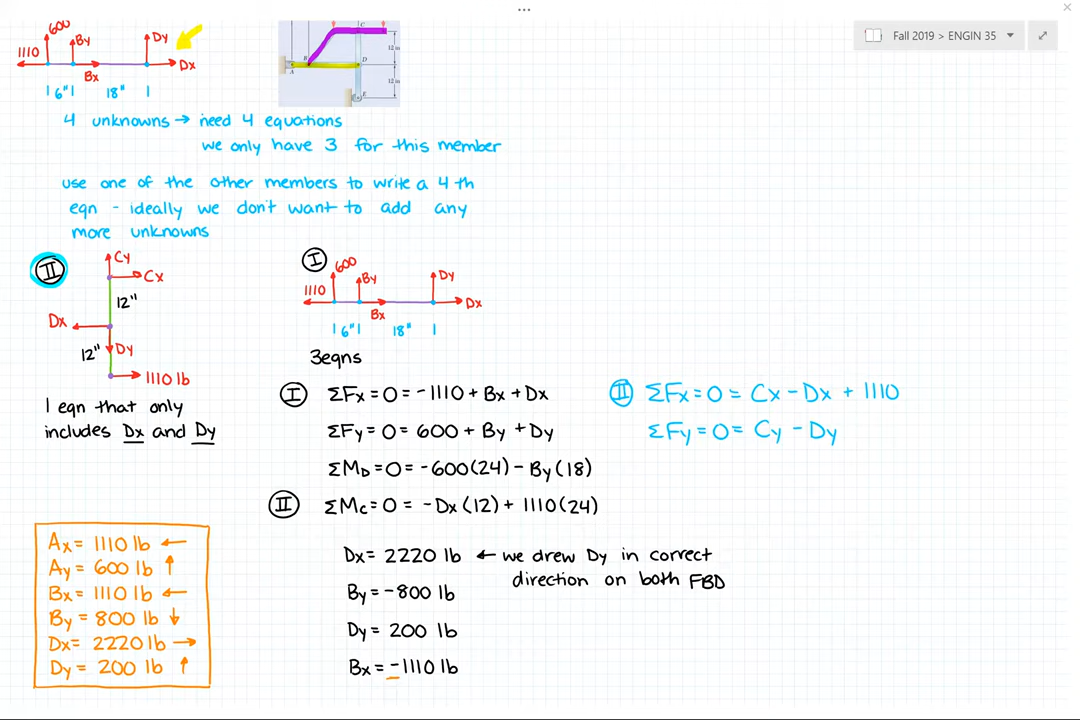 Fall 2019 > ENGIN 35
600
1110
By
Dy
Bx
Dx
6" 18"
C
12 in
A B D
12 in
E
4 unknowns → need 4 equations
we only have 3 for this member
use one of the other members to write a 4 th
eqn - ideally we don't want to add any
more unknowns
II
Cy
Cx
12"
Dx
12"
Dy
1110 lb
1 eqn that only
includes Dx and Dy
I
600
1110
By
Dy
Bx
Dx
6" 18"
3eqns
I ΣFx = 0 = -1110 + Bx + Dx
ΣFy = 0 = 600 + By + Dy
ΣMD = 0 = -600(24) - By(18)
II ΣMc = 0 = -Dx(12) + 1110(24)
II ΣFx = 0 = Cx - Dx + 1110
ΣFy = 0 = Cy - Dy
Dx = 2220 lb ← we drew Dy in correct
direction on both FBD
By = -800 lb
Dy = 200 lb
Bx = -1110 lb
Ax = 1110 lb ←
Ay = 600 lb ↑
Bx = 1110 lb ←
By = 800 lb ↓
Dx = 2220 lb →
Dy = 200 lb ↑